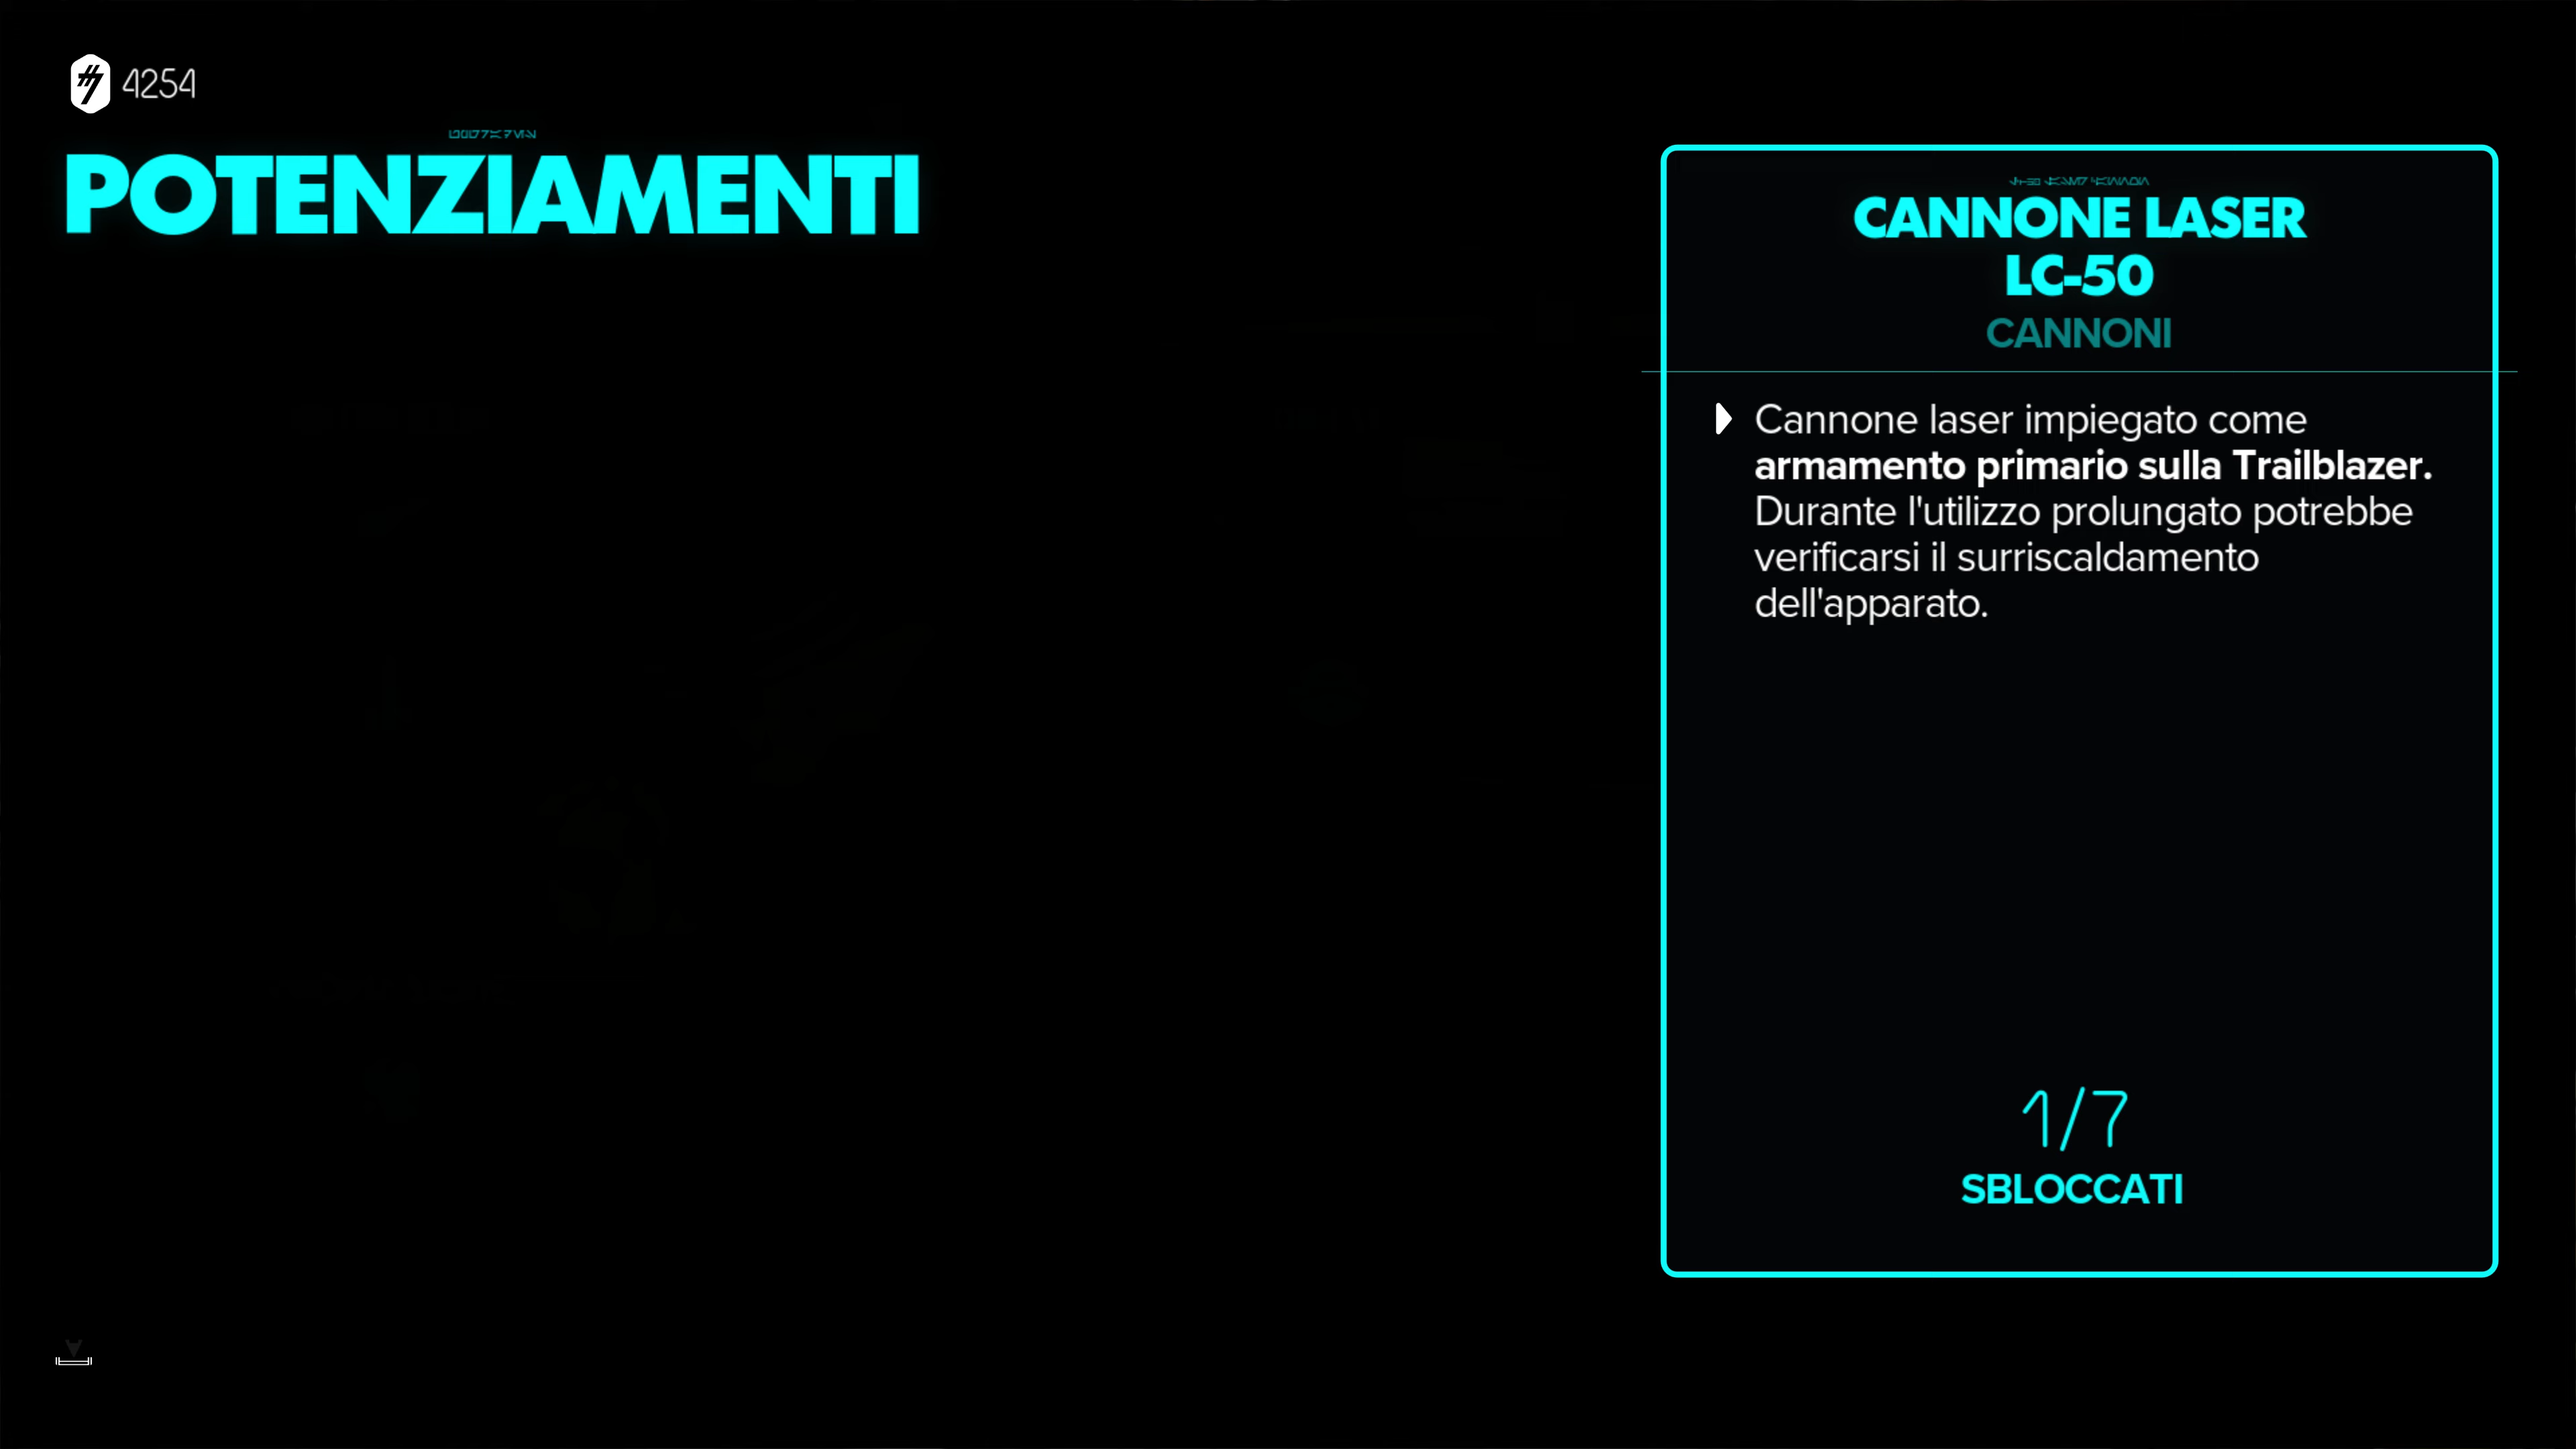 4254
POTENZIAMENTI
CANNONE LASER
LC-50
CANNONI
Cannone laser impiegato come
armamento primario sulla Trailblazer.
Durante l'utilizzo prolungato potrebbe
verificarsi il surriscaldamento
dell'apparato.
1/7
SBLOCCATI